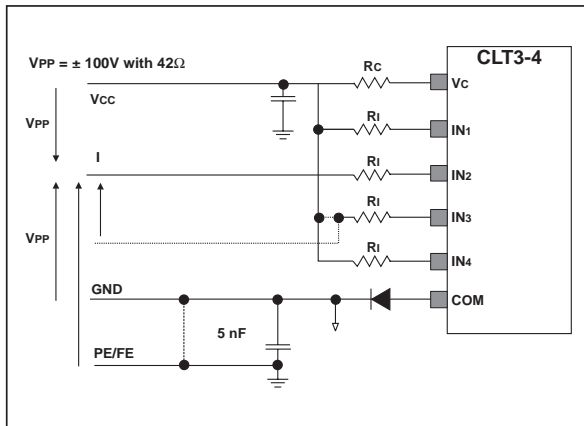 CLT3-4
VPP = ± 100V with 42Ω
RC
VC
VCC
VPP
RI
IN1
I
RI
IN2
RI
IN3
VPP
RI
IN4
GND
COM
5 nF
PE/FE